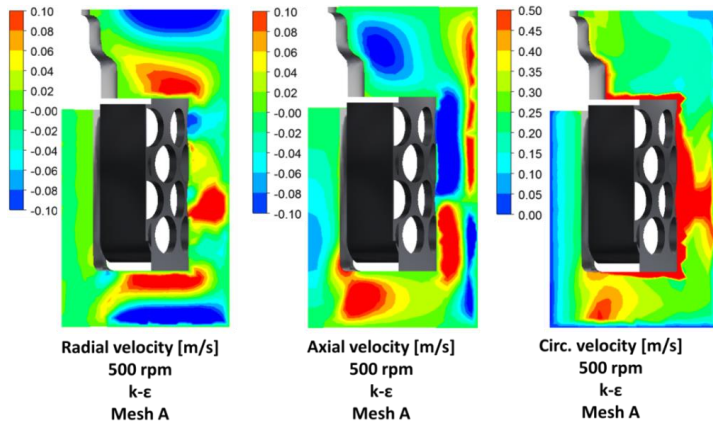 0.10
0.08
0.06
0.04
0.02
-0.00
-0.02
-0.04
-0.06
-0.08
-0.10
0.10
0.08
0.06
0.04
0.02
-0.00
-0.02
-0.04
-0.06
-0.08
-0.10
0.50
0.45
0.40
0.35
0.30
0.25
0.20
0.15
0.10
0.05
0.00
Radial velocity [m/s]
500 rpm
k-ε
Mesh A
Axial velocity [m/s]
500 rpm
k-ε
Mesh A
Circ. velocity [m/s]
500 rpm
k-ε
Mesh A